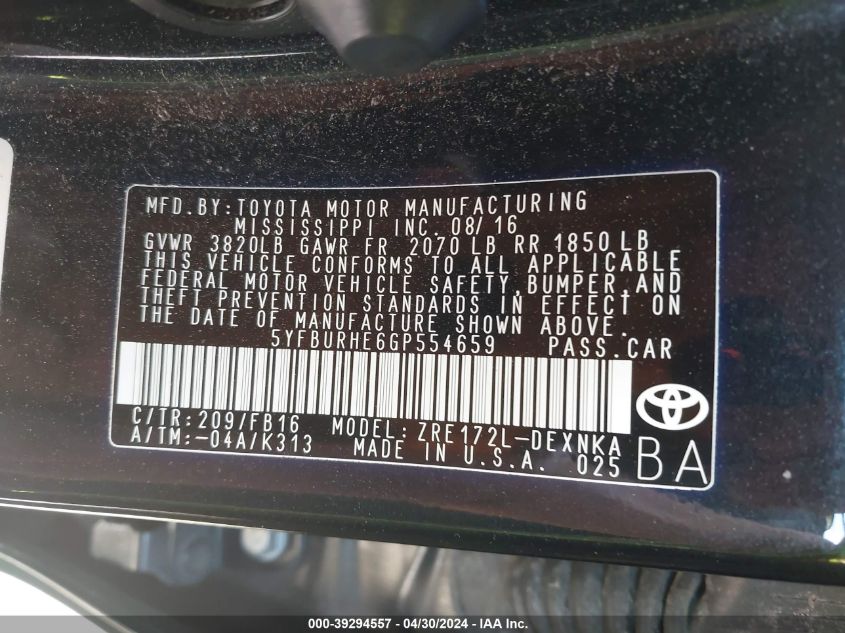 MFD.BY:TOYOTA MOTOR MANUFACTURING
MISSISSIPPI INC. 08/16
GVWR 3820LB GAWR FR 2070 LB RR 1850 LB
THIS VEHICLE CONFORMS TO ALL APPLICABLE
FEDERAL MOTOR VEHICLE SAFETY,BUMPER,AND
THEFT PREVENTION STANDARDS IN EFFECT ON
THE DATE OF MANUFACTURE SHOWN ABOVE.
5YFBURHE6GP554659 PASS.CAR
C/TR:209/FB16 MODEL:ZRE172L-DEXNKA
A/TM:-04A/K313 MADE IN U.S.A. 025
BA
000-39294557 - 04/30/2024 - IAA Inc.